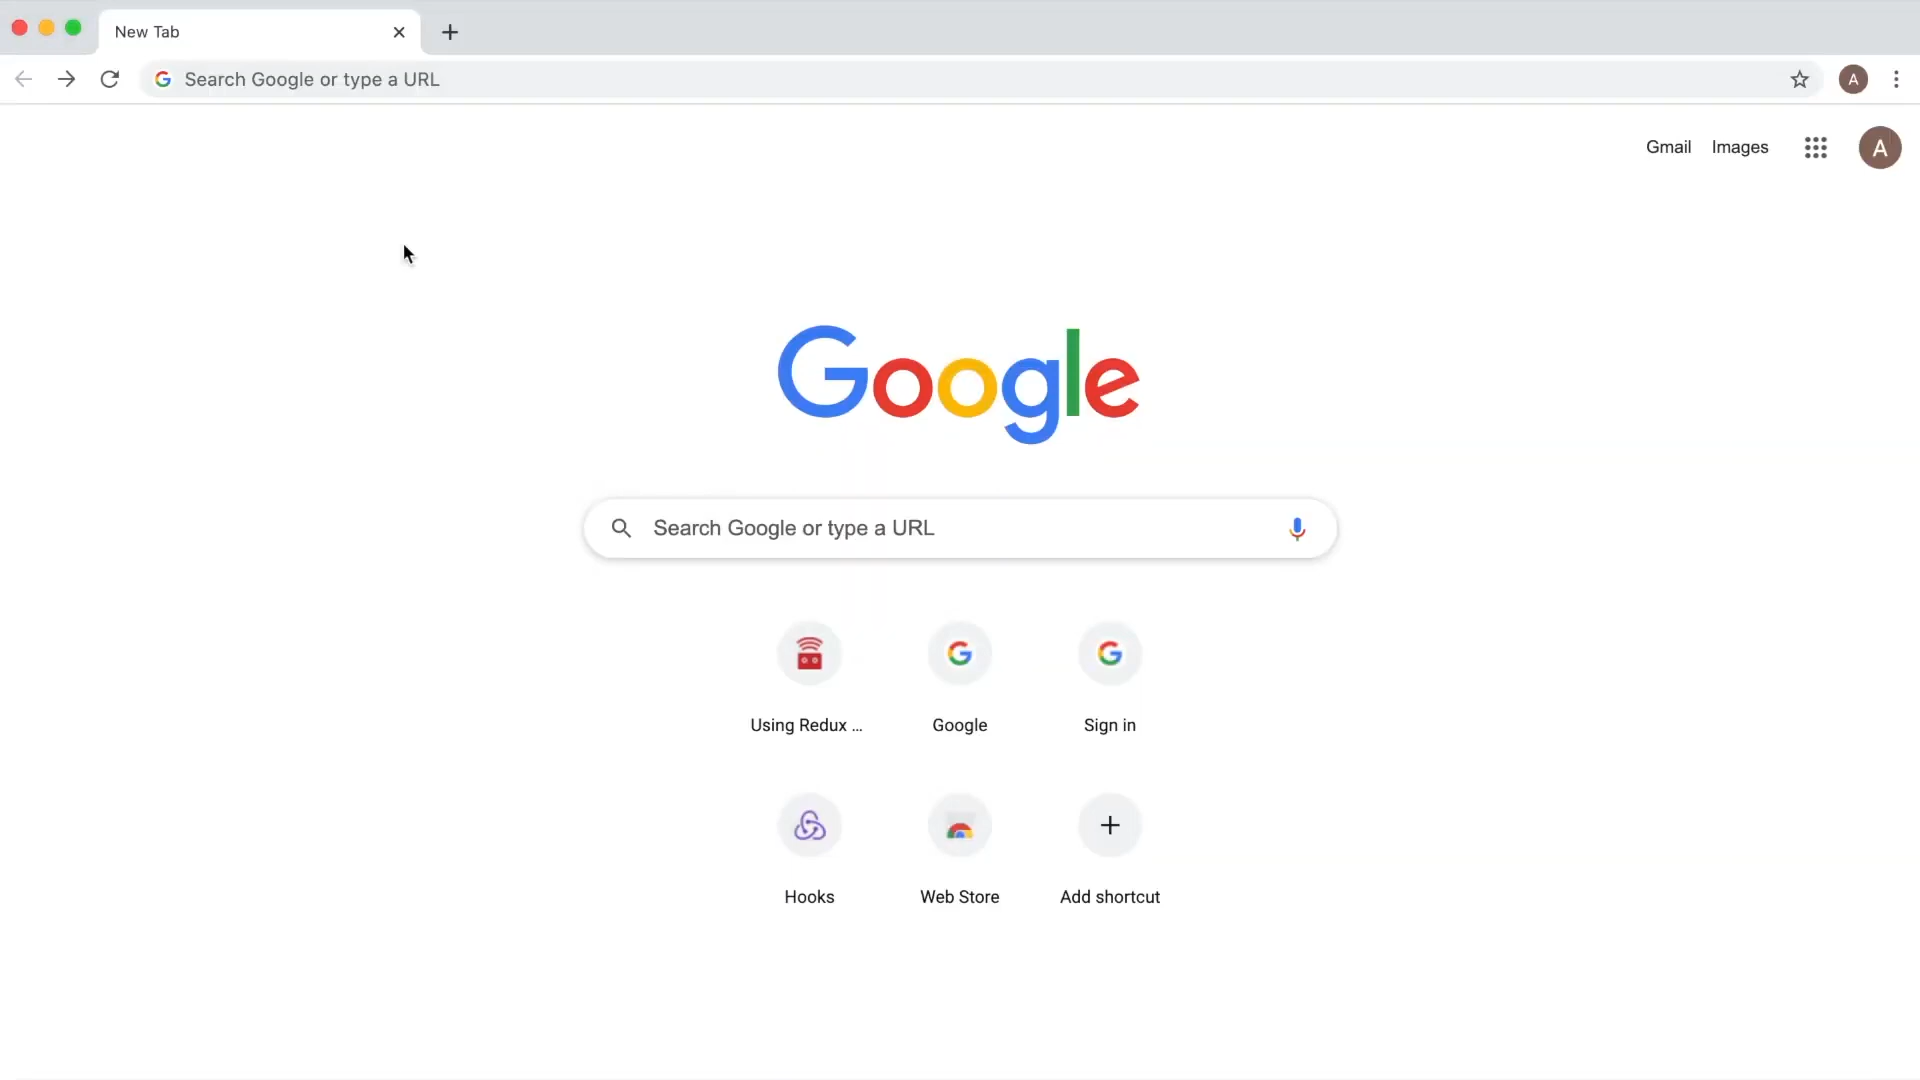 New Tab
Search Google or type a URL
A
Gmail Images
A
Google
Search Google or type a URL
Using Redux ... Google Sign in
Hooks Web Store Add shortcut